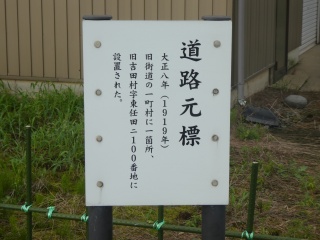 道路元標
大正八年（1919年）
旧街道の一町村に一箇所、
旧吉田村字東任田ニ100番地に
設置された。